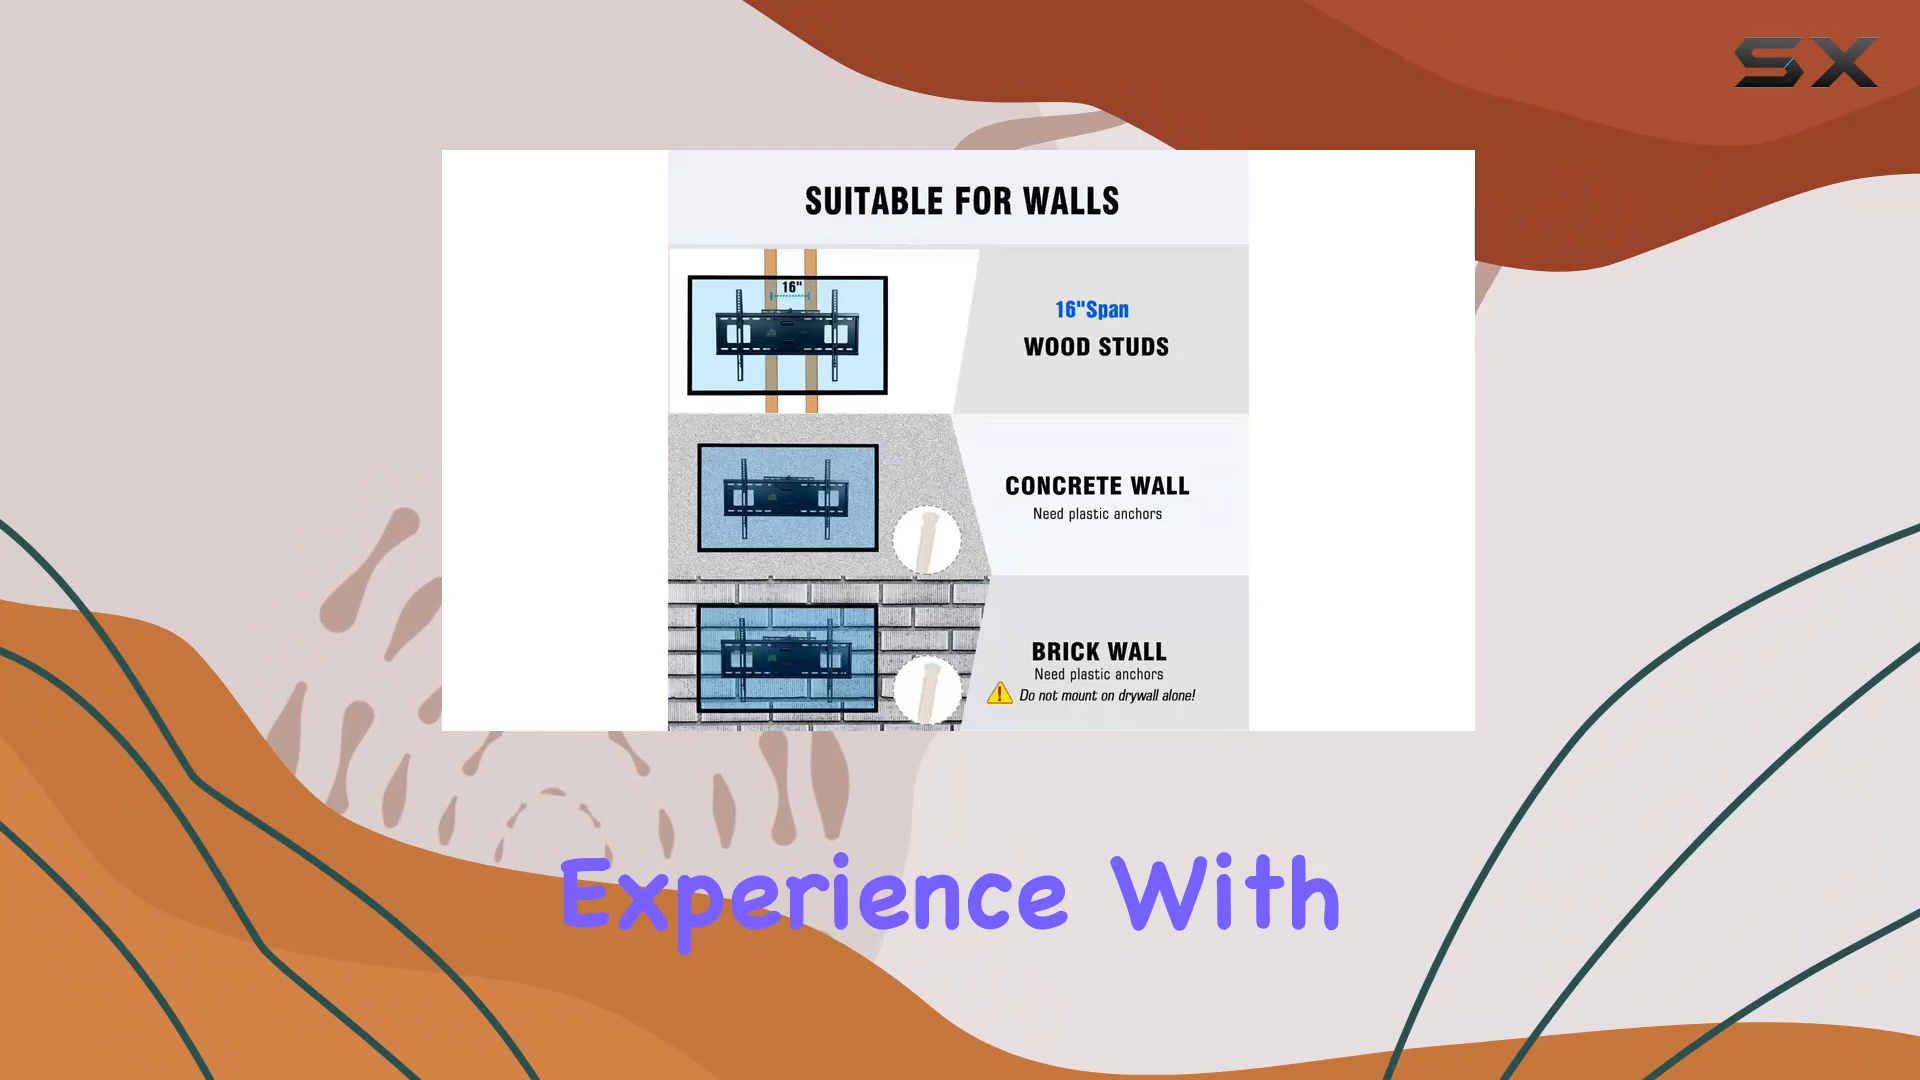 SX
SUITABLE FOR WALLS
16"
16"Span
WOOD STUDS
CONCRETE WALL
Need plastic anchors
BRICK WALL
Need plastic anchors
Do not mount on drywall alone!
Experience With